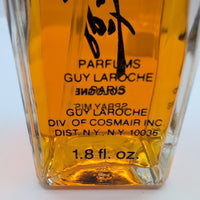 PARFUMS
GUY LAROCHE
PARIS
GUY LAROCHE
DIV. OF COSMAIR INC
DIST. N.Y., N.Y. 10036
1.8 fl. oz.